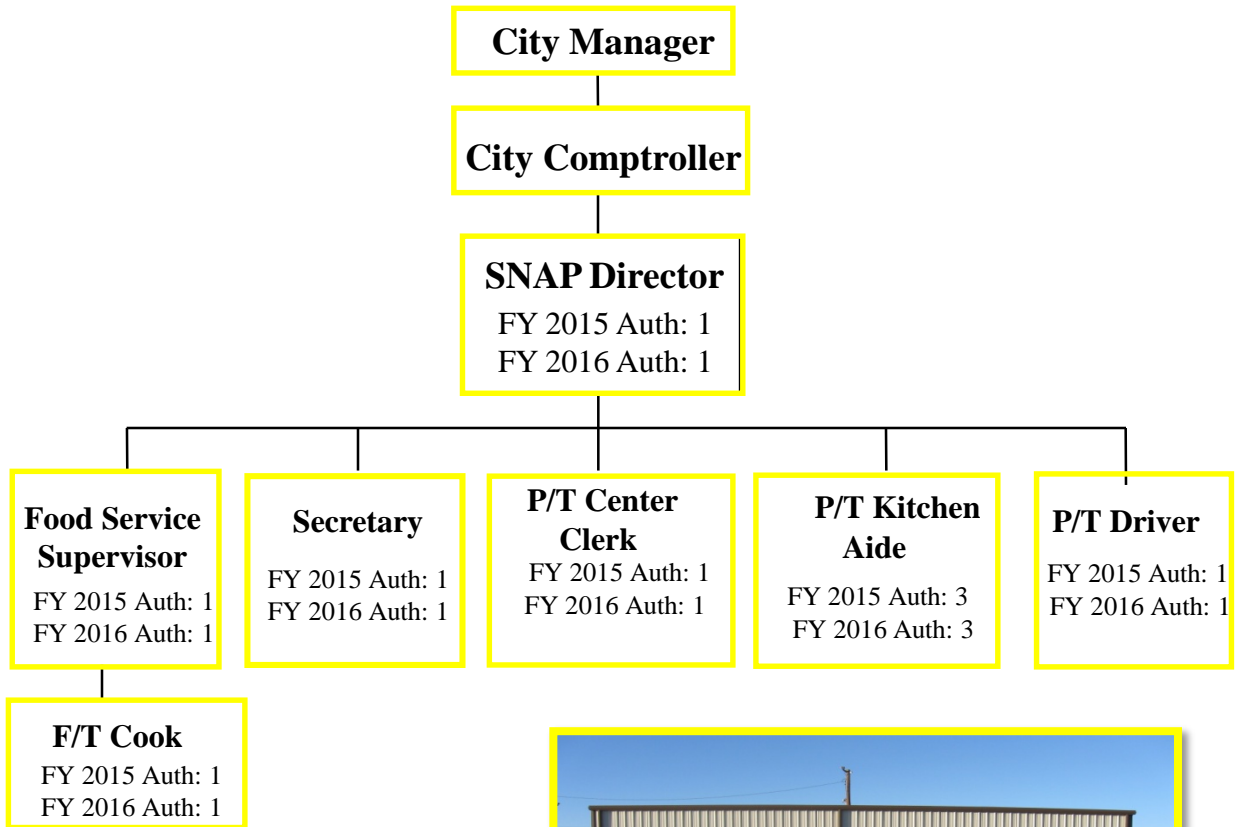 City Manager
City Comptroller
SNAP Director
FY 2015 Auth: 1
FY 2016 Auth: 1
Food Service
Supervisor
FY 2015 Auth: 1
FY 2016 Auth: 1
Secretary
FY 2015 Auth: 1
FY 2016 Auth: 1
P/T Center
Clerk
FY 2015 Auth: 1
FY 2016 Auth: 1
P/T Kitchen
Aide
FY 2015 Auth: 3
FY 2016 Auth: 3
P/T Driver
FY 2015 Auth: 1
FY 2016 Auth: 1
F/T Cook
FY 2015 Auth: 1
FY 2016 Auth: 1